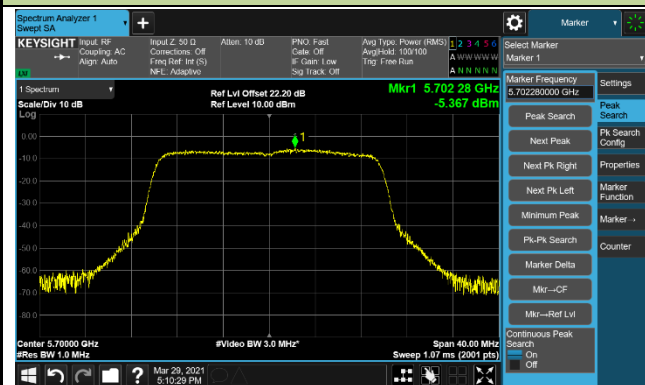 Spectrum Analyzer 1
Swept SA
+
Marker
KEYSIGHT
Input: RF
Coupling: AC
Align: Auto
Input Z: 50 Ω
Corrections: Off
Freq Ref: Int (S)
NFE: Adaptive
Atten: 10 dB
PNO: Fast
Gate: Off
IF Gain: Low
Sig Track: Off
Avg Type: Power (RMS)
Avg|Hold: 100/100
Trig: Free Run
1 2 3 4 5 6
A W W W W W
A N N N N N
LXI
Select Marker
Marker 1
1 Spectrum
Scale/Div 10 dB
Log
Ref Lvl Offset 22.20 dB
Ref Level 10.00 dBm
Mkr1 5.702 28 GHz
-5.367 dBm
Marker Frequency
5.702280000 GHz
Peak Search
Next Peak
Next Pk Right
Next Pk Left
Minimum Peak
Pk-Pk Search
Marker Delta
Mkr→CF
Mkr→Ref Lvl
Continuous Peak
Search
On
Off
Settings
Peak
Search
Pk Search
Config
Properties
Marker
Function
Marker→
Counter
1
0.00
-10.0
-20.0
-30.0
-40.0
-50.0
-60.0
-70.0
-80.0
Center 5.70000 GHz
#Res BW 1.0 MHz
#Video BW 3.0 MHz*
Span 40.00 MHz
Sweep 1.07 ms (2001 pts)
?
Mar 29, 2021
5:10:29 PM